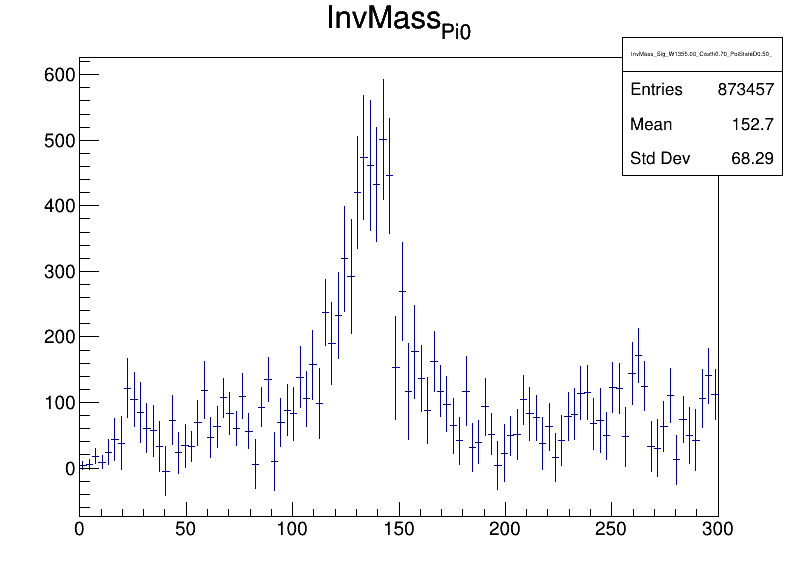 InvMass_Pi0
InvMass_Sig_W1355.00_Costh0.70_PolStateD0.50_
Entries 873457
Mean 152.7
Std Dev 68.29
600
500
400
300
200
100
0
0 50 100 150 200 250 300